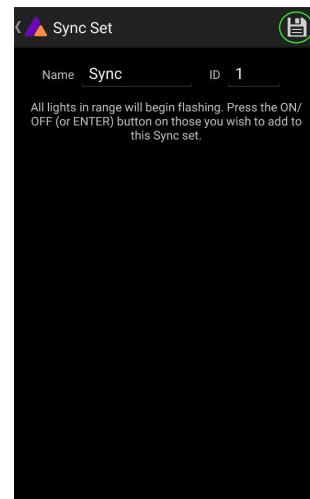 Sync Set
Name Sync ID 1
All lights in range will begin flashing. Press the ON/
OFF (or ENTER) button on those you wish to add to
this Sync set.